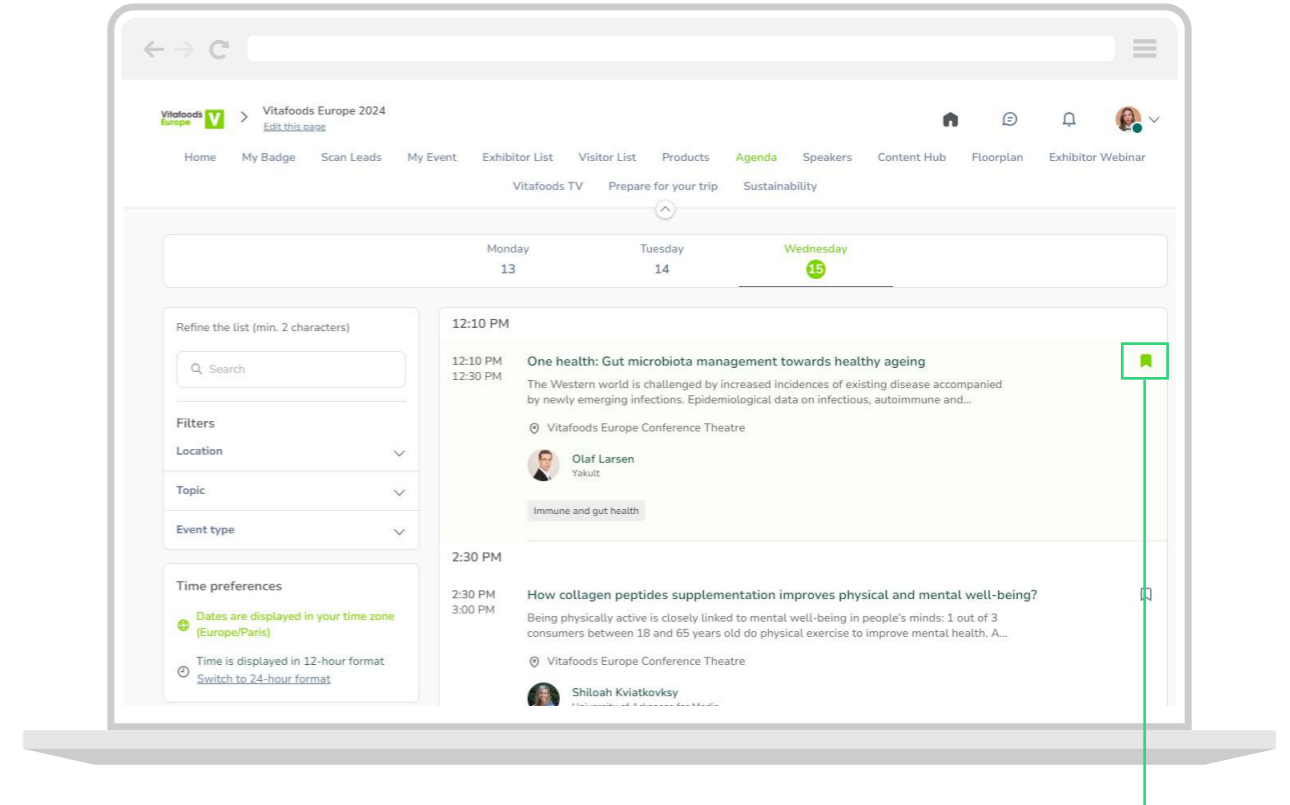 Vitafoods
Europe V
Vitafoods Europe 2024
Edit this page
Home My Badge Scan Leads My Event Exhibitor List Visitor List Products Agenda Speakers Content Hub Floorplan Exhibitor Webinar
Vitafoods TV Prepare for your trip Sustainability
Monday Tuesday Wednesday
13 14 15
Refine the list (min. 2 characters)
Search
Filters
Location
Topic
Event type
Time preferences
Dates are displayed in your time zone
(Europe/Paris)
Time is displayed in 12-hour format
Switch to 24-hour format
12:10 PM
12:10 PM
12:30 PM
One health: Gut microbiota management towards healthy ageing
The Western world is challenged by increased incidences of existing disease accompanied
by newly emerging infections. Epidemiological data on infectious, autoimmune and...
Vitafoods Europe Conference Theatre
Olaf Larsen
Yakult
Immune and gut health
2:30 PM
2:30 PM
3:00 PM
How collagen peptides supplementation improves physical and mental well-being?
Being physically active is closely linked to mental well-being in people's minds: 1 out of 3
consumers between 18 and 65 years old do physical exercise to improve mental health. A...
Vitafoods Europe Conference Theatre
Shiloah Kviatkovksy